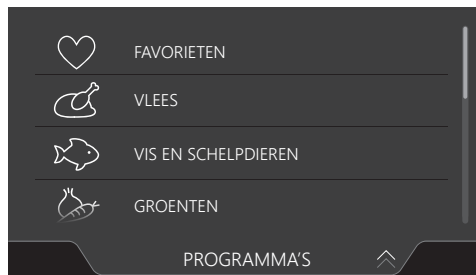 FAVORIETEN
VLEES
VIS EN SCHELPDIEREN
GROENTEN
PROGRAMMA'S